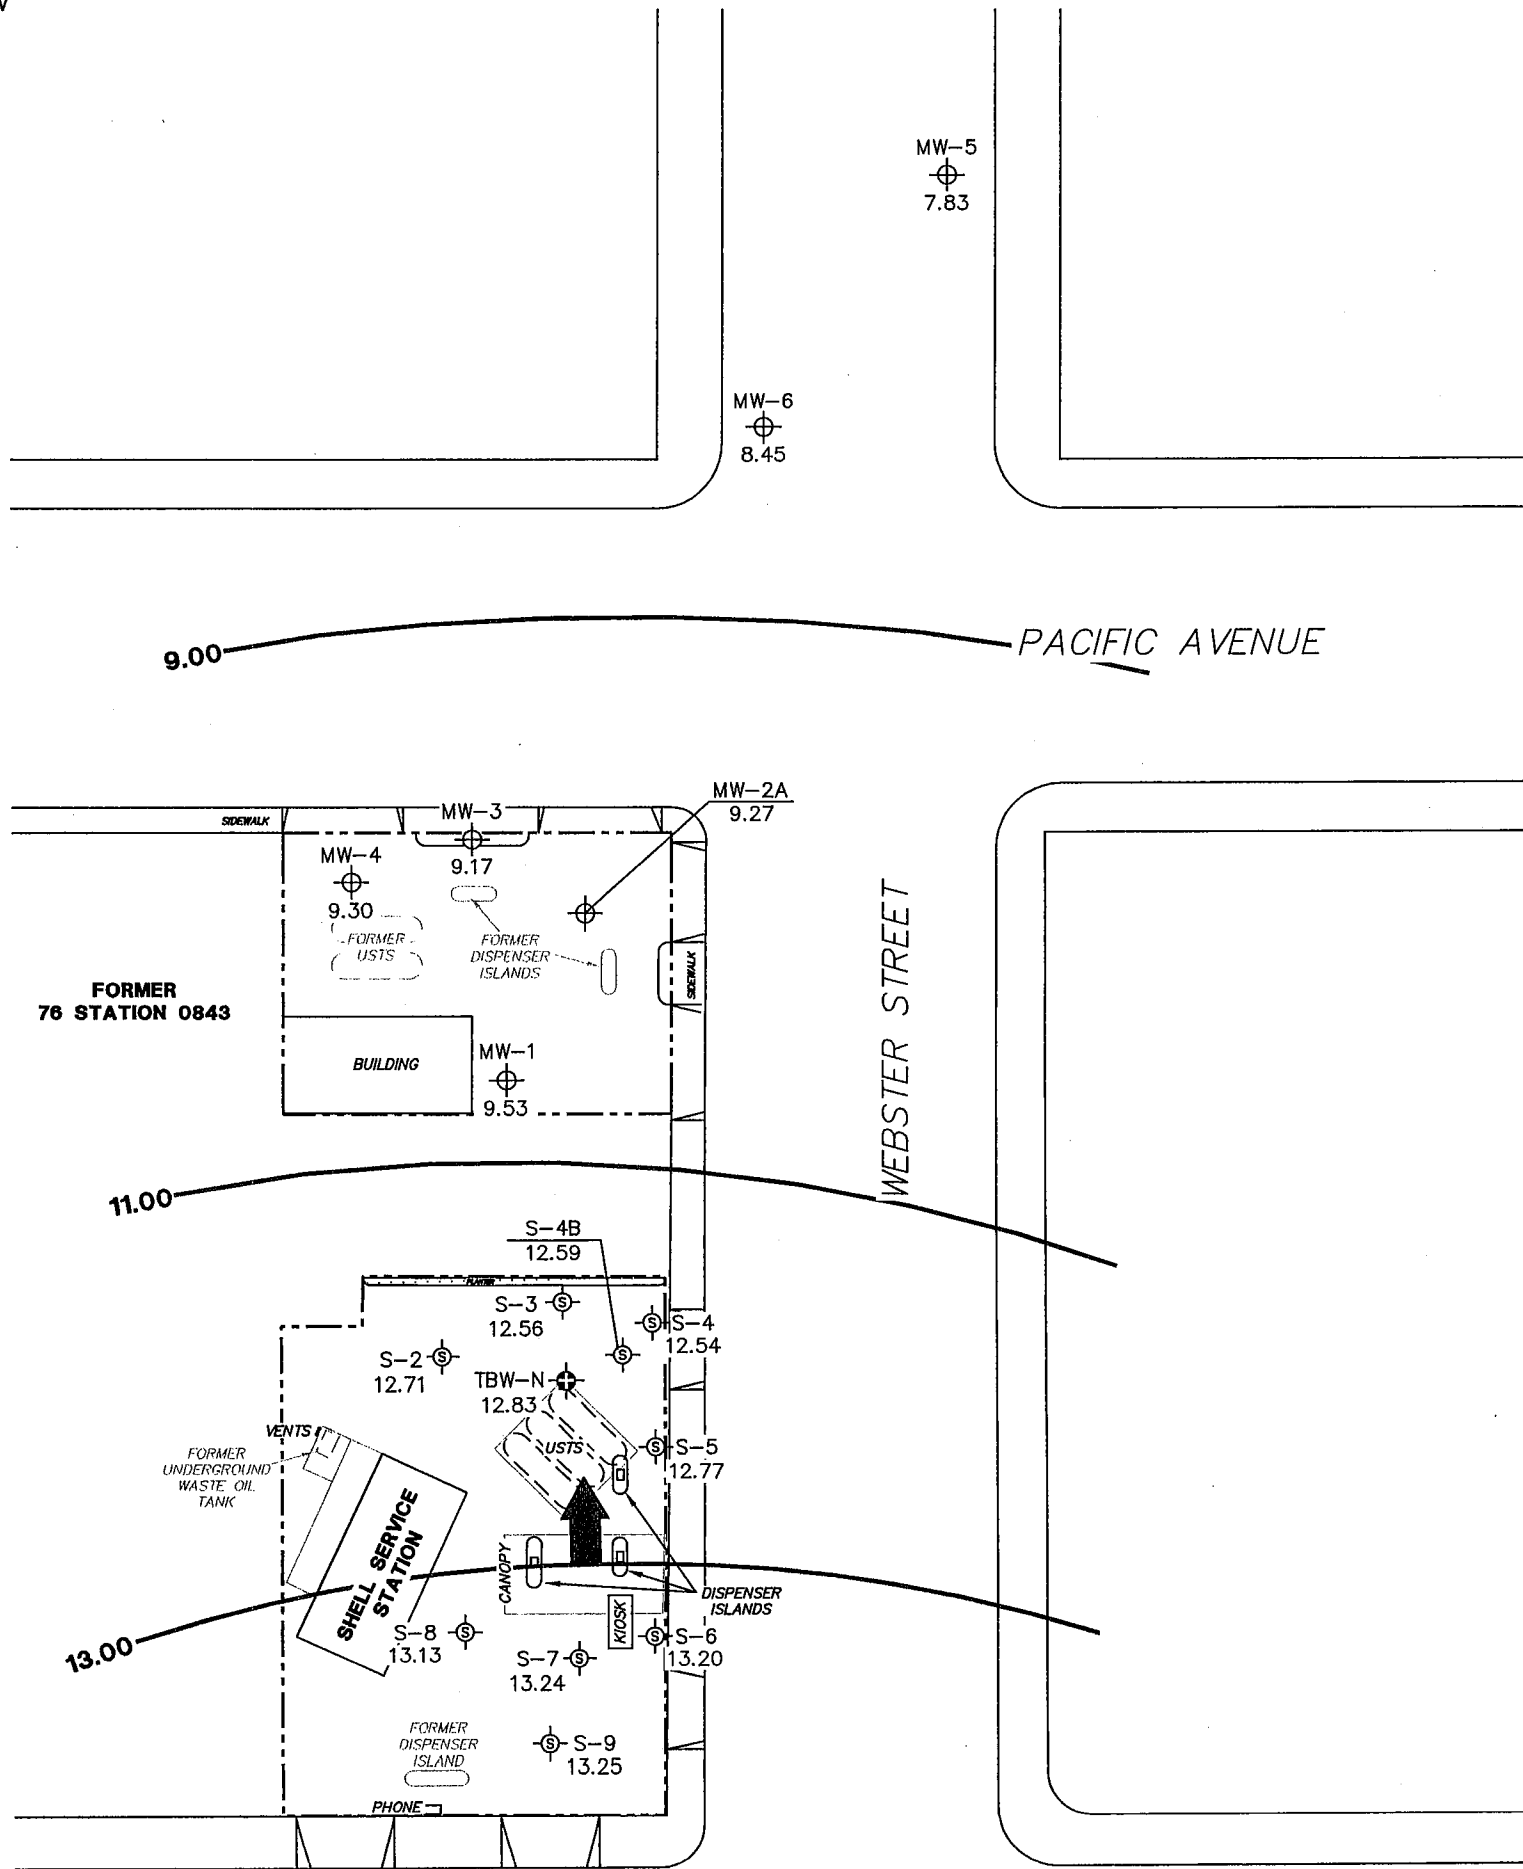 MW-5
7.83
MW-6
8.45
9.00
PACIFIC AVENUE
MW-2A
9.27
SIDEWALK
MW-3
9.17
MW-4
9.30
FORMER
USTS
FORMER
DISPENSER
ISLANDS
SIDEWALK
WEBSTER STREET
FORMER
76 STATION 0843
BUILDING
MW-1
9.53
11.00
S-4B
12.59
PLANTER
S-3
12.56
S-4
12.54
S-2
12.71
TBW-N
12.83
VENTS
USTS
S-5
12.77
FORMER
UNDERGROUND
WASTE OIL
TANK
SHELL SERVICE
STATION
CANOPY
DISPENSER
ISLANDS
KIOSK
13.00
S-8
13.13
S-6
13.20
S-7
13.24
FORMER
DISPENSER
ISLAND
S-9
13.25
PHONE